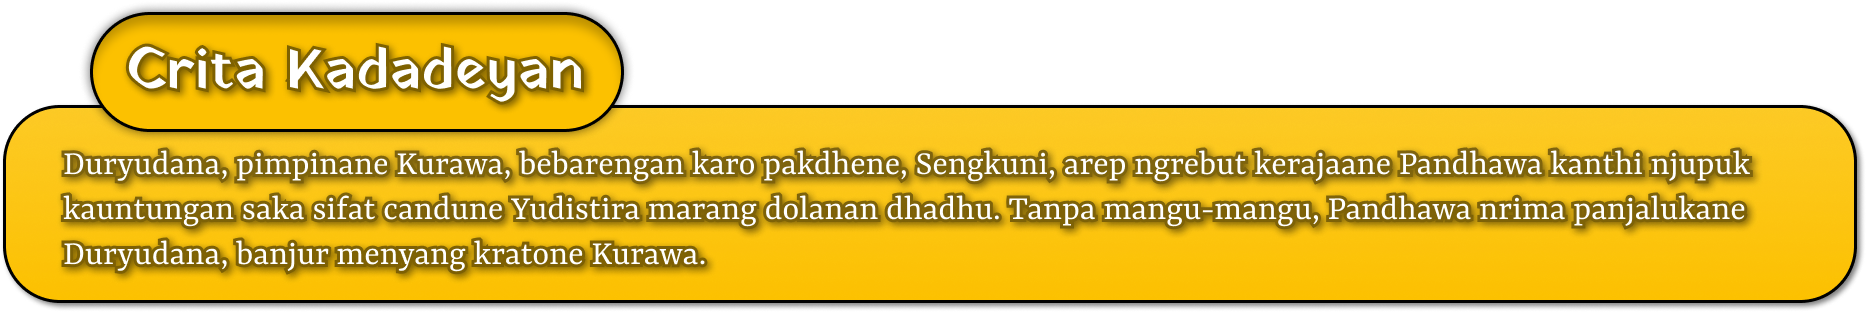 Crita Kadadeyan
Duryudana, pimpinane Kurawa, bebarengan karo pakdhene, Sengkuni, arep ngrebut kerajaane Pandhawa kanthi njupuk
kauntungan saka sifat candune Yudistira marang dolanan dhadhu. Tanpa mangu-mangu, Pandhawa nrima panjalukane
Duryudana, banjur menyang kratone Kurawa.